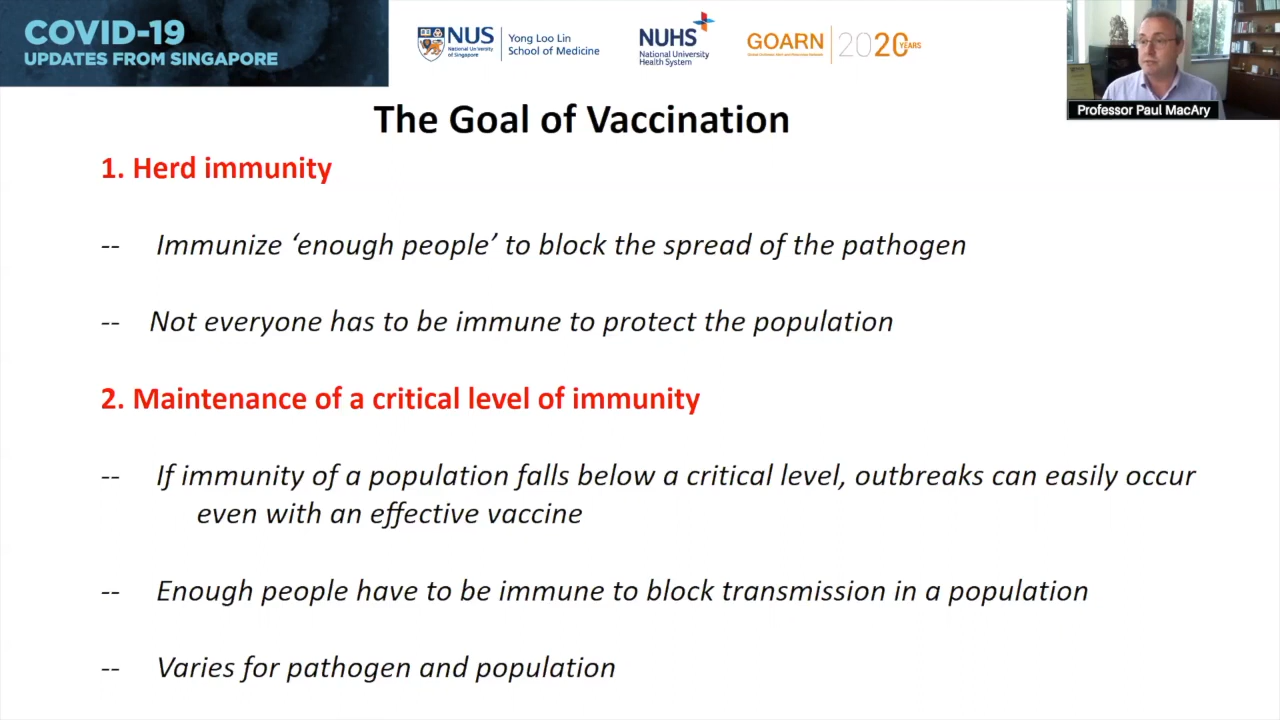 COVID-19
UPDATES FROM SINGAPORE
NUS
National University
of Singapore
Yong Loo Lin
School of Medicine
NUHS
National University
Health System
GOARN
2020 YEARS
Professor Paul MacAry
The Goal of Vaccination
1. Herd immunity
-- Immunize ‘enough people’ to block the spread of the pathogen
-- Not everyone has to be immune to protect the population
2. Maintenance of a critical level of immunity
-- If immunity of a population falls below a critical level, outbreaks can easily occur
even with an effective vaccine
-- Enough people have to be immune to block transmission in a population
-- Varies for pathogen and population